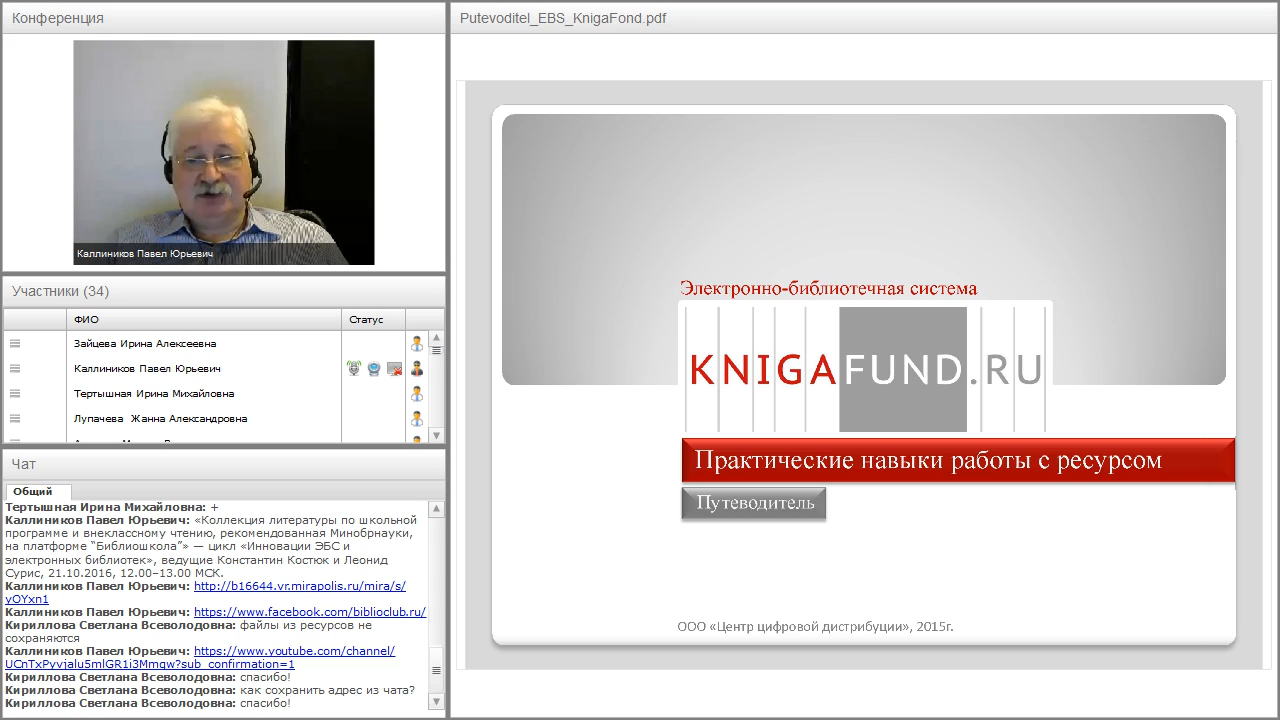 Конференция
Каллиников Павел Юрьевич
Участники (34)
ФИО
Статус
Зайцева Ирина Алексеевна
Каллиников Павел Юрьевич
Тертышная Ирина Михайловна
Лупачева Жанна Александровна
Чат
Общий
Тертышная Ирина Михайловна: +
Каллиников Павел Юрьевич: «Коллекция литературы по школьной
программе и внеклассному чтению, рекомендованная Минобрнауки,
на платформе “Библиошкола”» — цикл «Инновации ЭБС и
электронных библиотек», ведущие Константин Костюк и Леонид
Сурис, 21.10.2016, 12.00–13.00 МСК.
Каллиников Павел Юрьевич: http://b16644.vr.mirapolis.ru/mira/s/
yOYxn1
Каллиников Павел Юрьевич: https://www.facebook.com/biblioclub.ru/
Кириллова Светлана Всеволодовна: файлы из ресурсов не
сохраняются
Каллиников Павел Юрьевич: https://www.youtube.com/channel/
UCnTxPyvjalu5mlGR1i3Mmqw?sub_confirmation=1
Кириллова Светлана Всеволодовна: спасибо!
Кириллова Светлана Всеволодовна: как сохранить адрес из чата?
Кириллова Светлана Всеволодовна: спасибо!
Putevoditel_EBS_KnigaFond.pdf
Электронно-библиотечная система
KNIGAFUND.RU
Практические навыки работы с ресурсом
Путеводитель
ООО «Центр цифровой дистрибуции», 2015г.